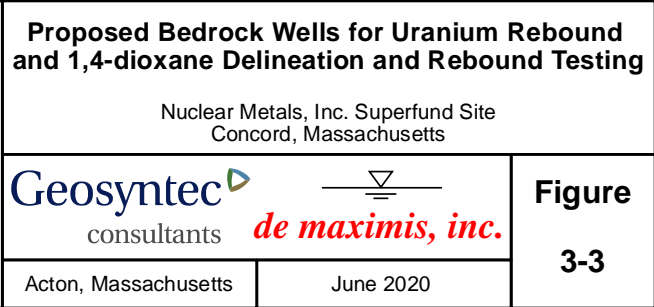 Proposed Bedrock Wells for Uranium Rebound
and 1,4-dioxane Delineation and Rebound Testing
Nuclear Metals, Inc. Superfund Site
Concord, Massachusetts
Geosyntec
consultants
de maximis, inc.
Figure
3-3
Acton, Massachusetts
June 2020